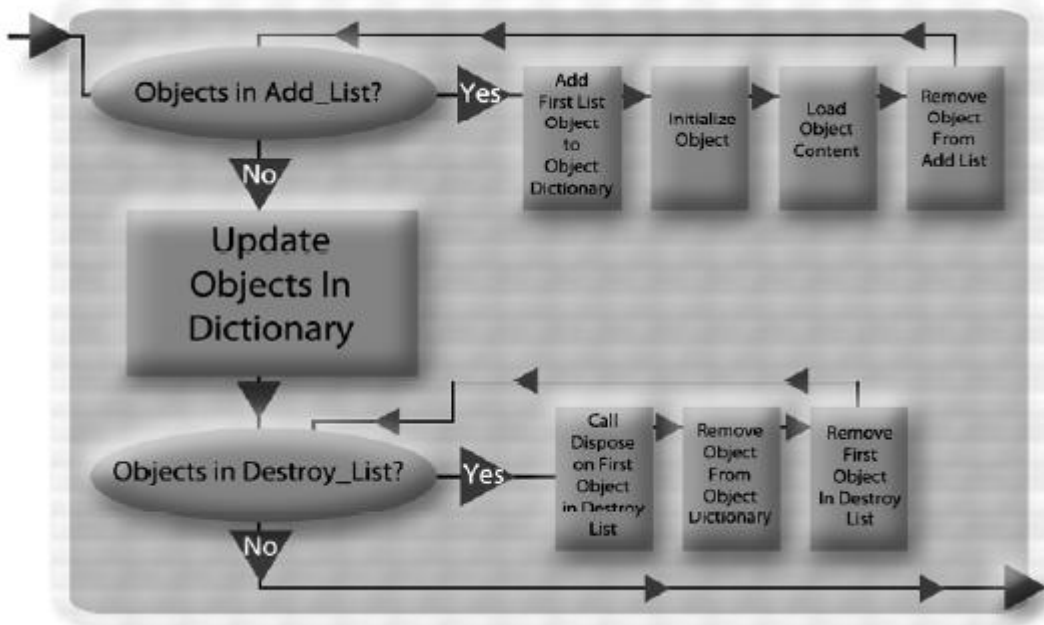 Objects in Add_List?
Yes
Add
First List
Object
to
Object
Dictionary
Initialize
Object
Load
Object
Content
Remove
Object
From
Add List
No
Update
Objects In
Dictionary
Objects in Destroy_List?
Yes
Call
Dispose
on First
Object
in Destroy
List
Remove
Object
From
Object
Dictionary
Remove
First
Object
In Destroy
List
No